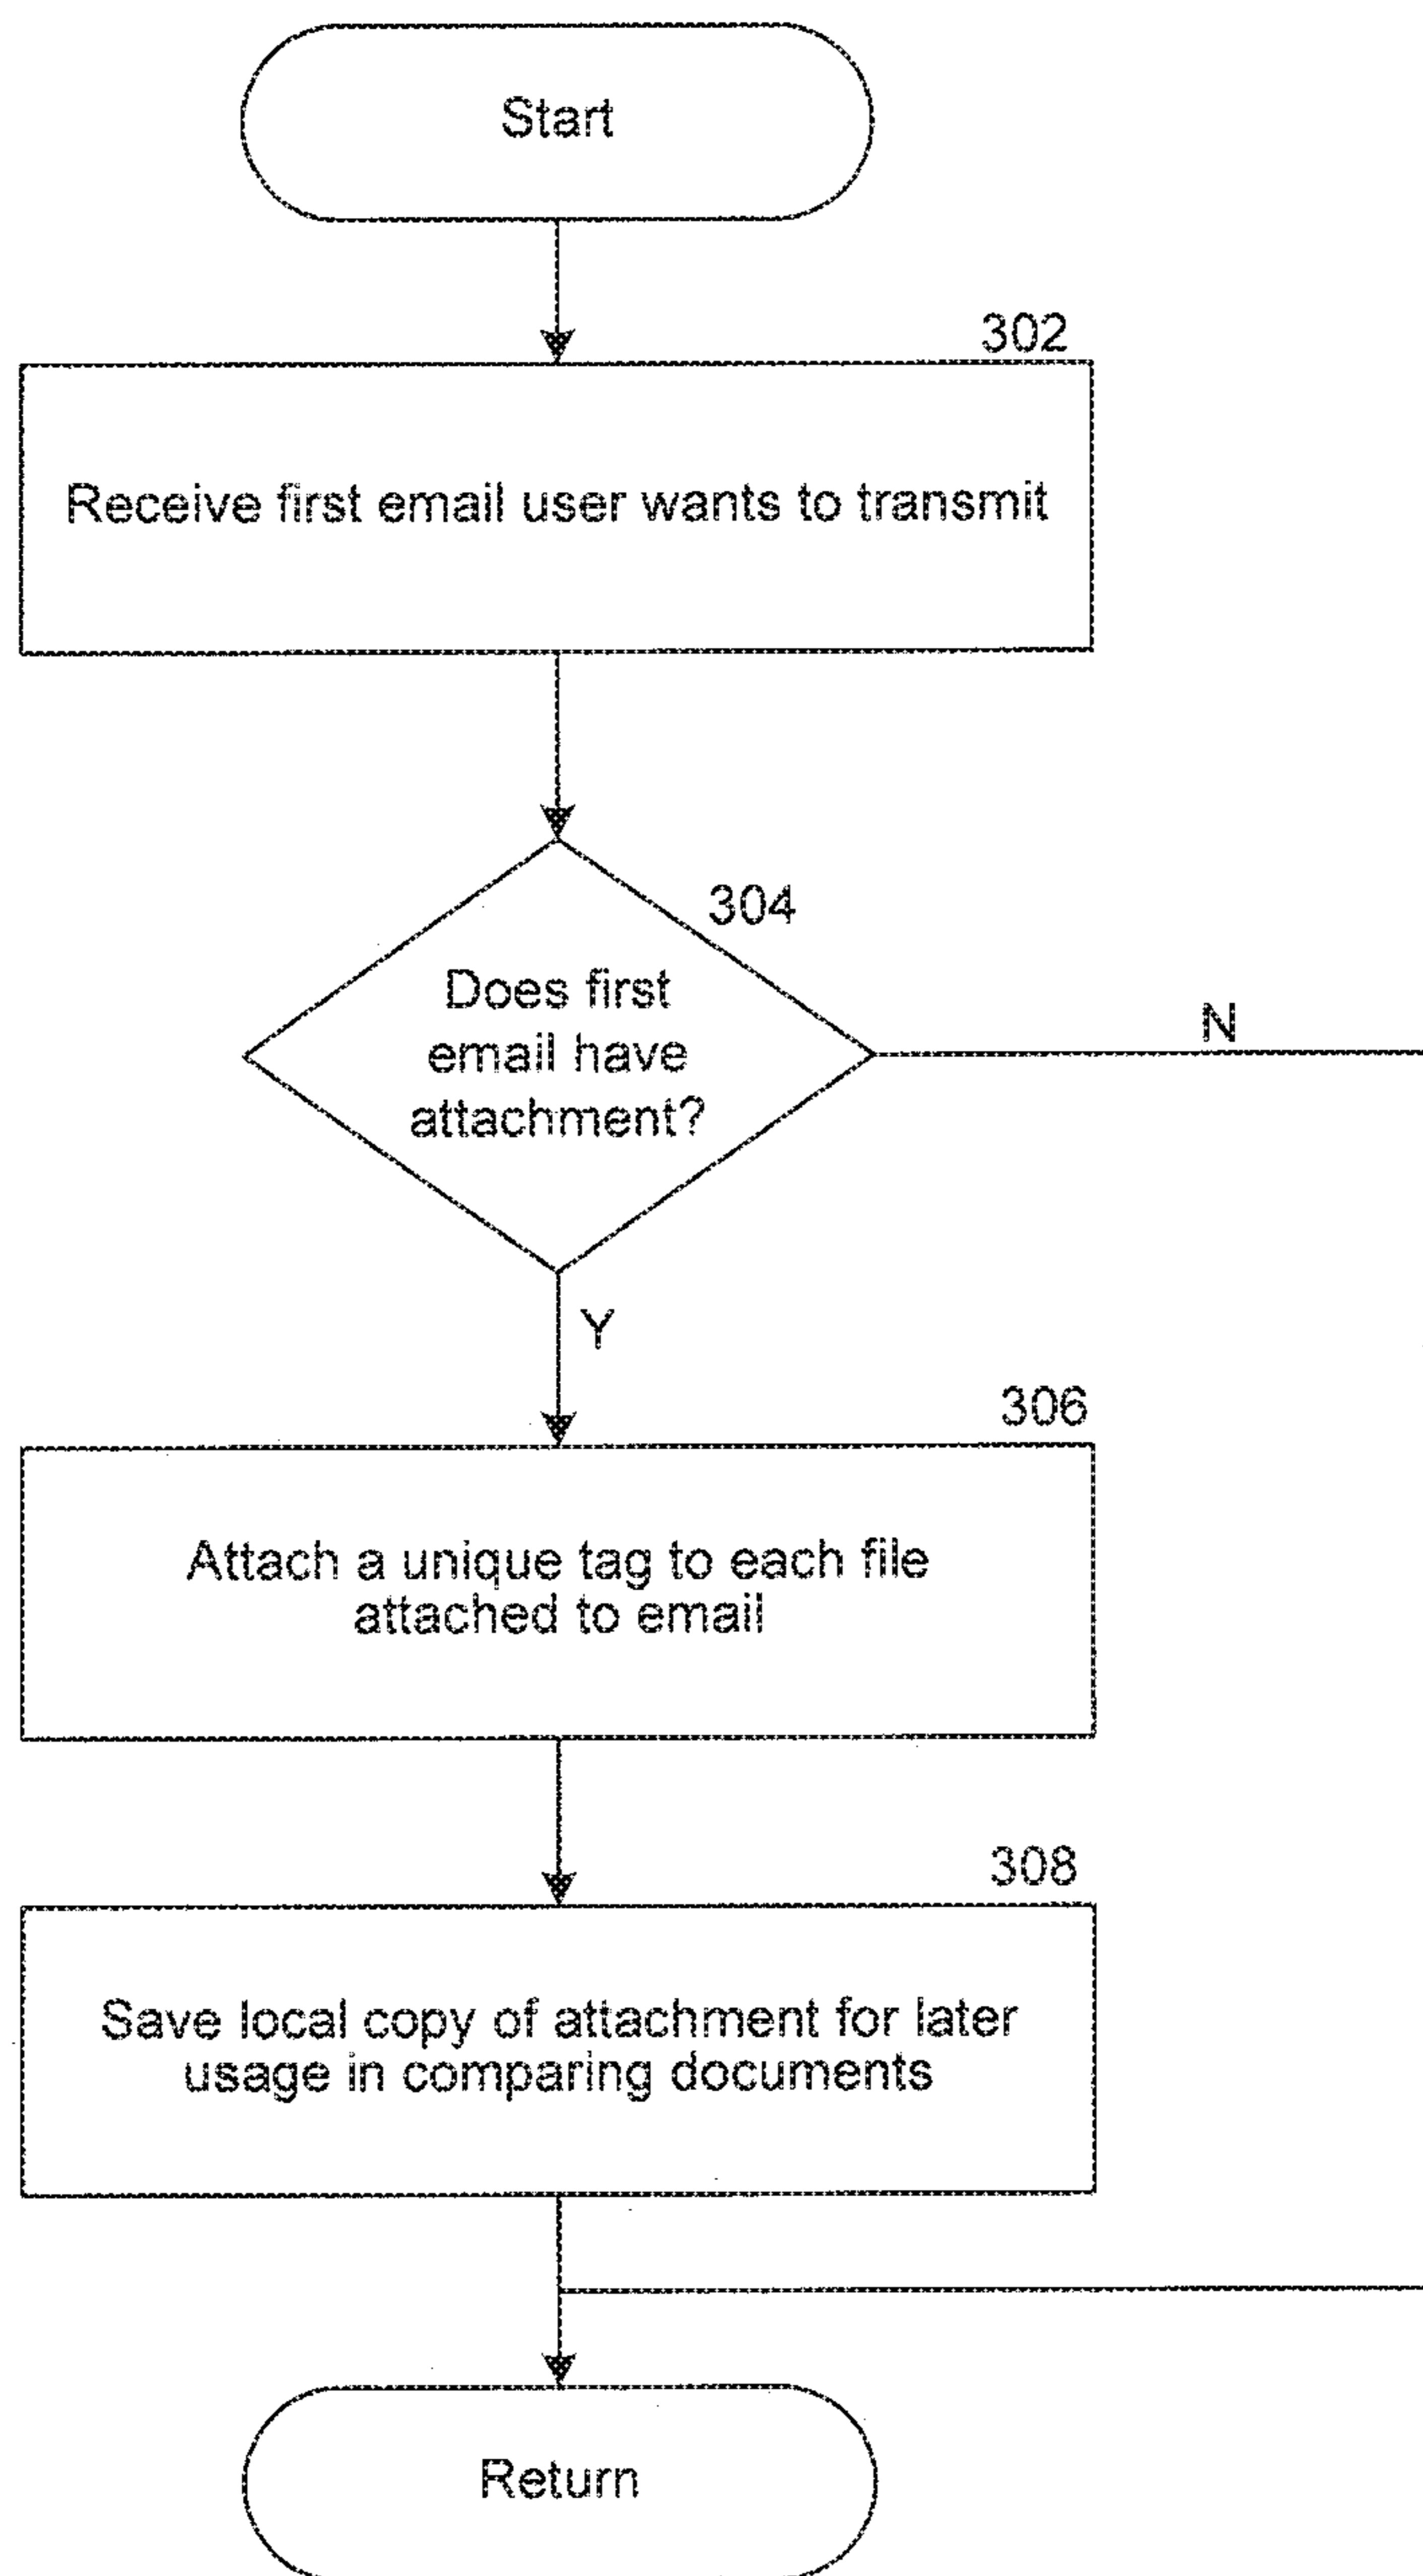 Start
302
Receive first email user wants to transmit
304
Does first
email have
attachment?
N
Y
306
Attach a unique tag to each file
attached to email
308
Save local copy of attachment for later
usage in comparing documents
Return